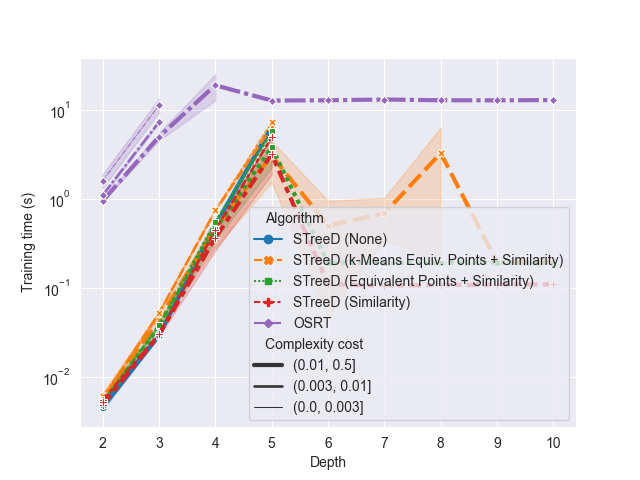 Training time (s)
10¹
10⁰
10⁻¹
10⁻²
Algorithm
STreeD (None)
STreeD (k-Means Equiv. Points + Similarity)
STreeD (Equivalent Points + Similarity)
STreeD (Similarity)
OSRT
Complexity cost
(0.01, 0.5]
(0.003, 0.01]
(0.0, 0.003]
2 3 4 5 6 7 8 9 10
Depth